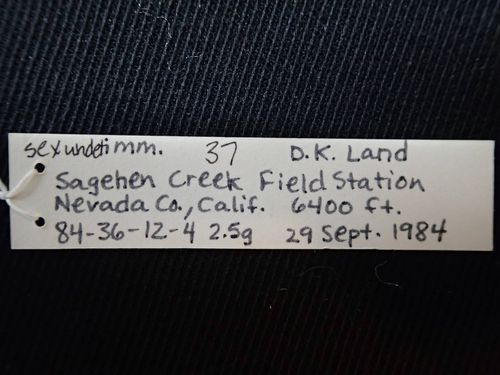 sex undet imm. 37 D.K. Land
Sagehen Creek Field Station
Nevada Co., Calif. 6400 ft.
84-36-12-4 2.5g 29 Sept. 1984